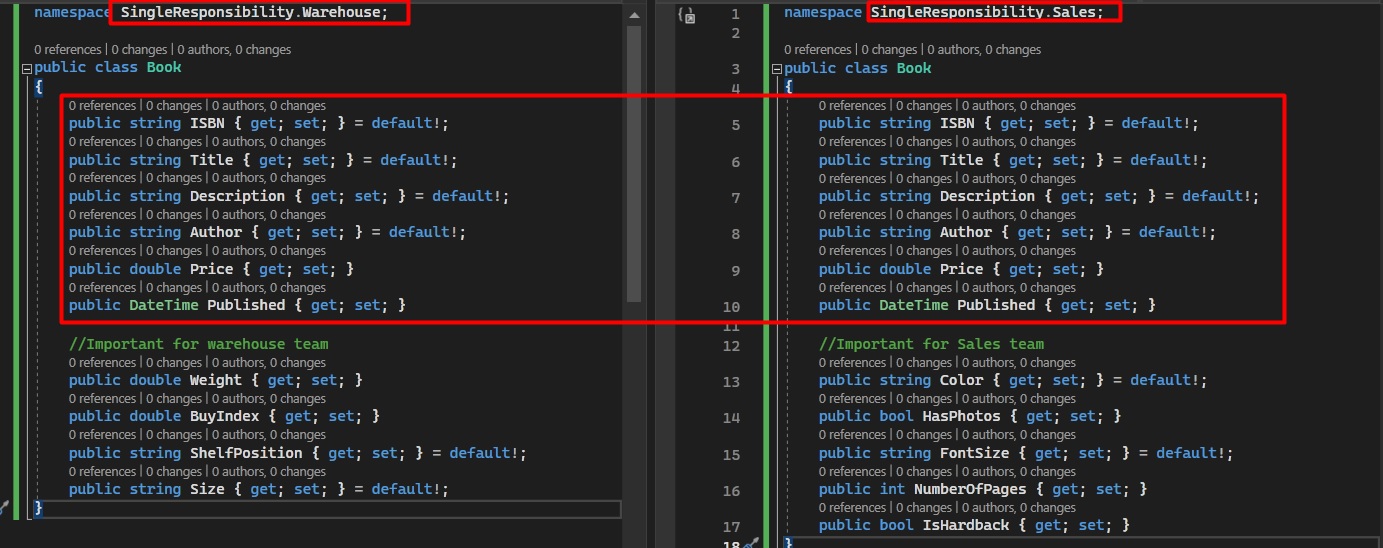 namespace SingleResponsibility.Warehouse;
0 references | 0 changes | 0 authors, 0 changes
public class Book
{
0 references | 0 changes | 0 authors, 0 changes
public string ISBN { get; set; } = default!;
0 references | 0 changes | 0 authors, 0 changes
public string Title { get; set; } = default!;
0 references | 0 changes | 0 authors, 0 changes
public string Description { get; set; } = default!;
0 references | 0 changes | 0 authors, 0 changes
public string Author { get; set; } = default!;
0 references | 0 changes | 0 authors, 0 changes
public double Price { get; set; }
0 references | 0 changes | 0 authors, 0 changes
public DateTime Published { get; set; }
//Important for warehouse team
0 references | 0 changes | 0 authors, 0 changes
public double Weight { get; set; }
0 references | 0 changes | 0 authors, 0 changes
public double BuyIndex { get; set; }
0 references | 0 changes | 0 authors, 0 changes
public string ShelfPosition { get; set; } = default!;
0 references | 0 changes | 0 authors, 0 changes
public string Size { get; set; } = default!;
}
1 namespace SingleResponsibility.Sales;
2
0 references | 0 changes | 0 authors, 0 changes
3 public class Book
4 {
0 references | 0 changes | 0 authors, 0 changes
5 public string ISBN { get; set; } = default!;
0 references | 0 changes | 0 authors, 0 changes
6 public string Title { get; set; } = default!;
0 references | 0 changes | 0 authors, 0 changes
7 public string Description { get; set; } = default!;
0 references | 0 changes | 0 authors, 0 changes
8 public string Author { get; set; } = default!;
0 references | 0 changes | 0 authors, 0 changes
9 public double Price { get; set; }
0 references | 0 changes | 0 authors, 0 changes
10 public DateTime Published { get; set; }
11
12 //Important for Sales team
0 references | 0 changes | 0 authors, 0 changes
13 public string Color { get; set; } = default!;
0 references | 0 changes | 0 authors, 0 changes
14 public bool HasPhotos { get; set; }
0 references | 0 changes | 0 authors, 0 changes
15 public string FontSize { get; set; } = default!;
0 references | 0 changes | 0 authors, 0 changes
16 public int NumberOfPages { get; set; }
0 references | 0 changes | 0 authors, 0 changes
17 public bool IsHardback { get; set; }
18 }